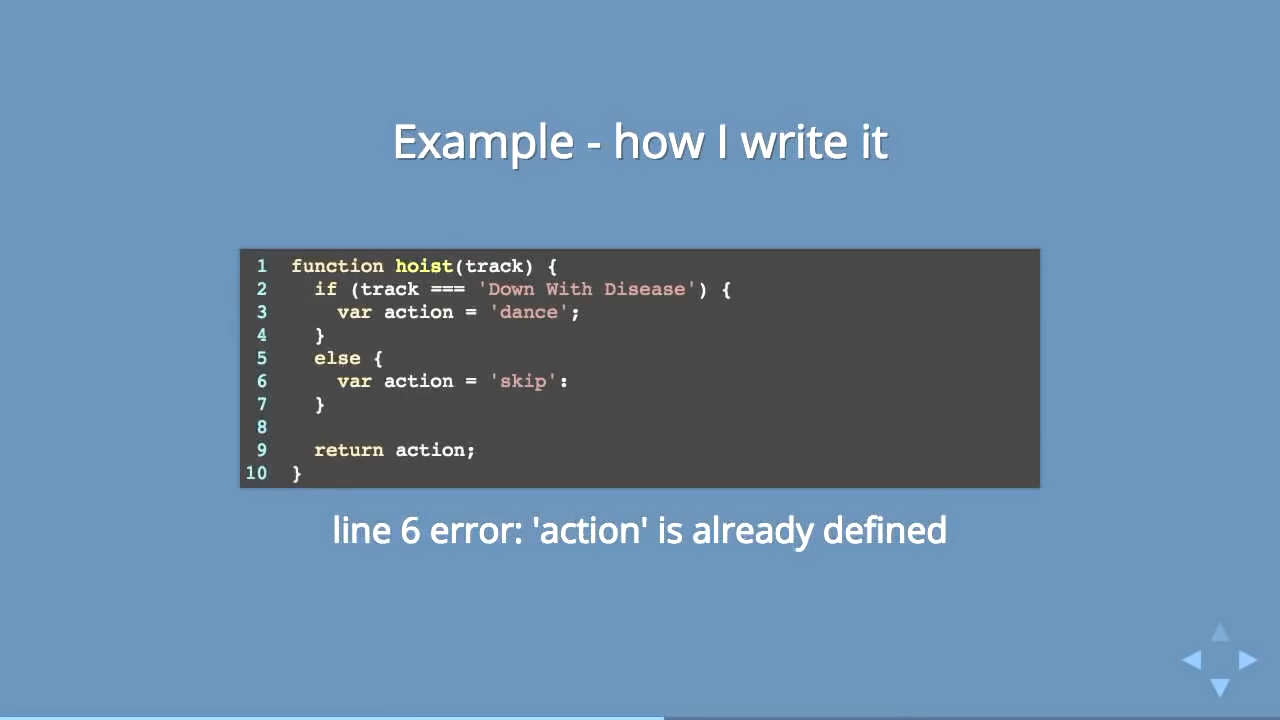 Example - how I write it
1 function hoist(track) {
2 if (track === 'Down With Disease') {
3 var action = 'dance';
4 }
5 else {
6 var action = 'skip':
7 }
8
9 return action;
10 }
line 6 error: 'action' is already defined